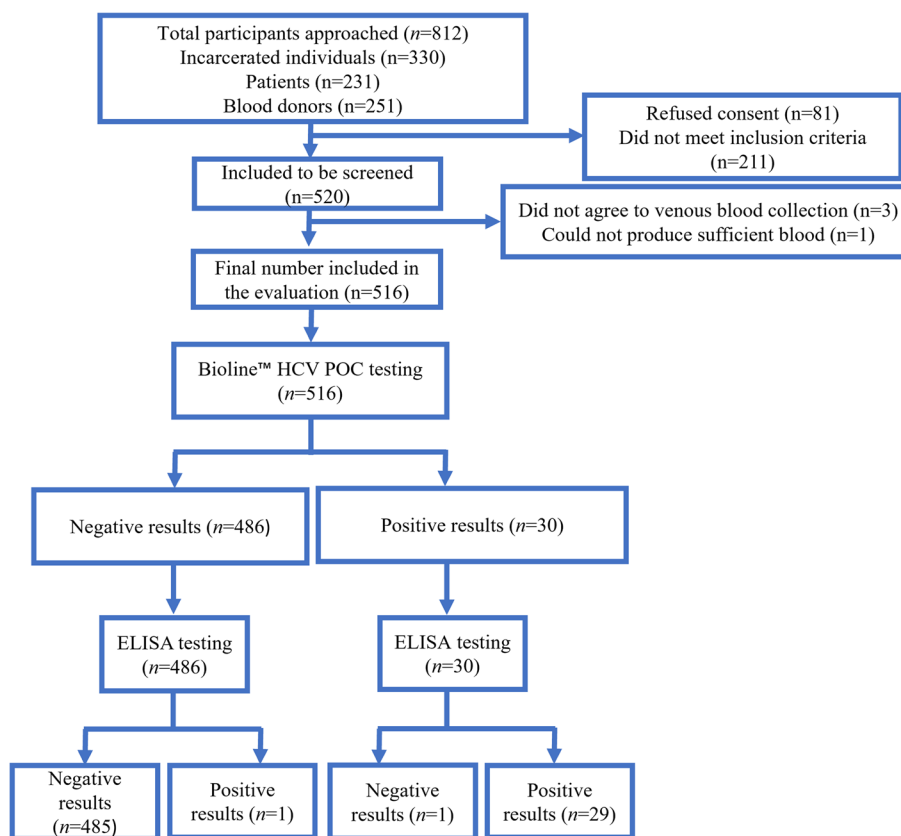 Total participants approached (n=812)
Incarcerated individuals (n=330)
Patients (n=231)
Blood donors (n=251)
Refused consent (n=81)
Did not meet inclusion criteria
(n=211)
Included to be screened
(n=520)
Did not agree to venous blood collection (n=3)
Could not produce sufficient blood (n=1)
Final number included in
the evaluation (n=516)
Bioline™ HCV POC testing
(n=516)
Negative results (n=486)
Positive results (n=30)
ELISA testing
(n=486)
ELISA testing
(n=30)
Negative
results
(n=485)
Positive
results (n=1)
Negative
results (n=1)
Positive
results (n=29)